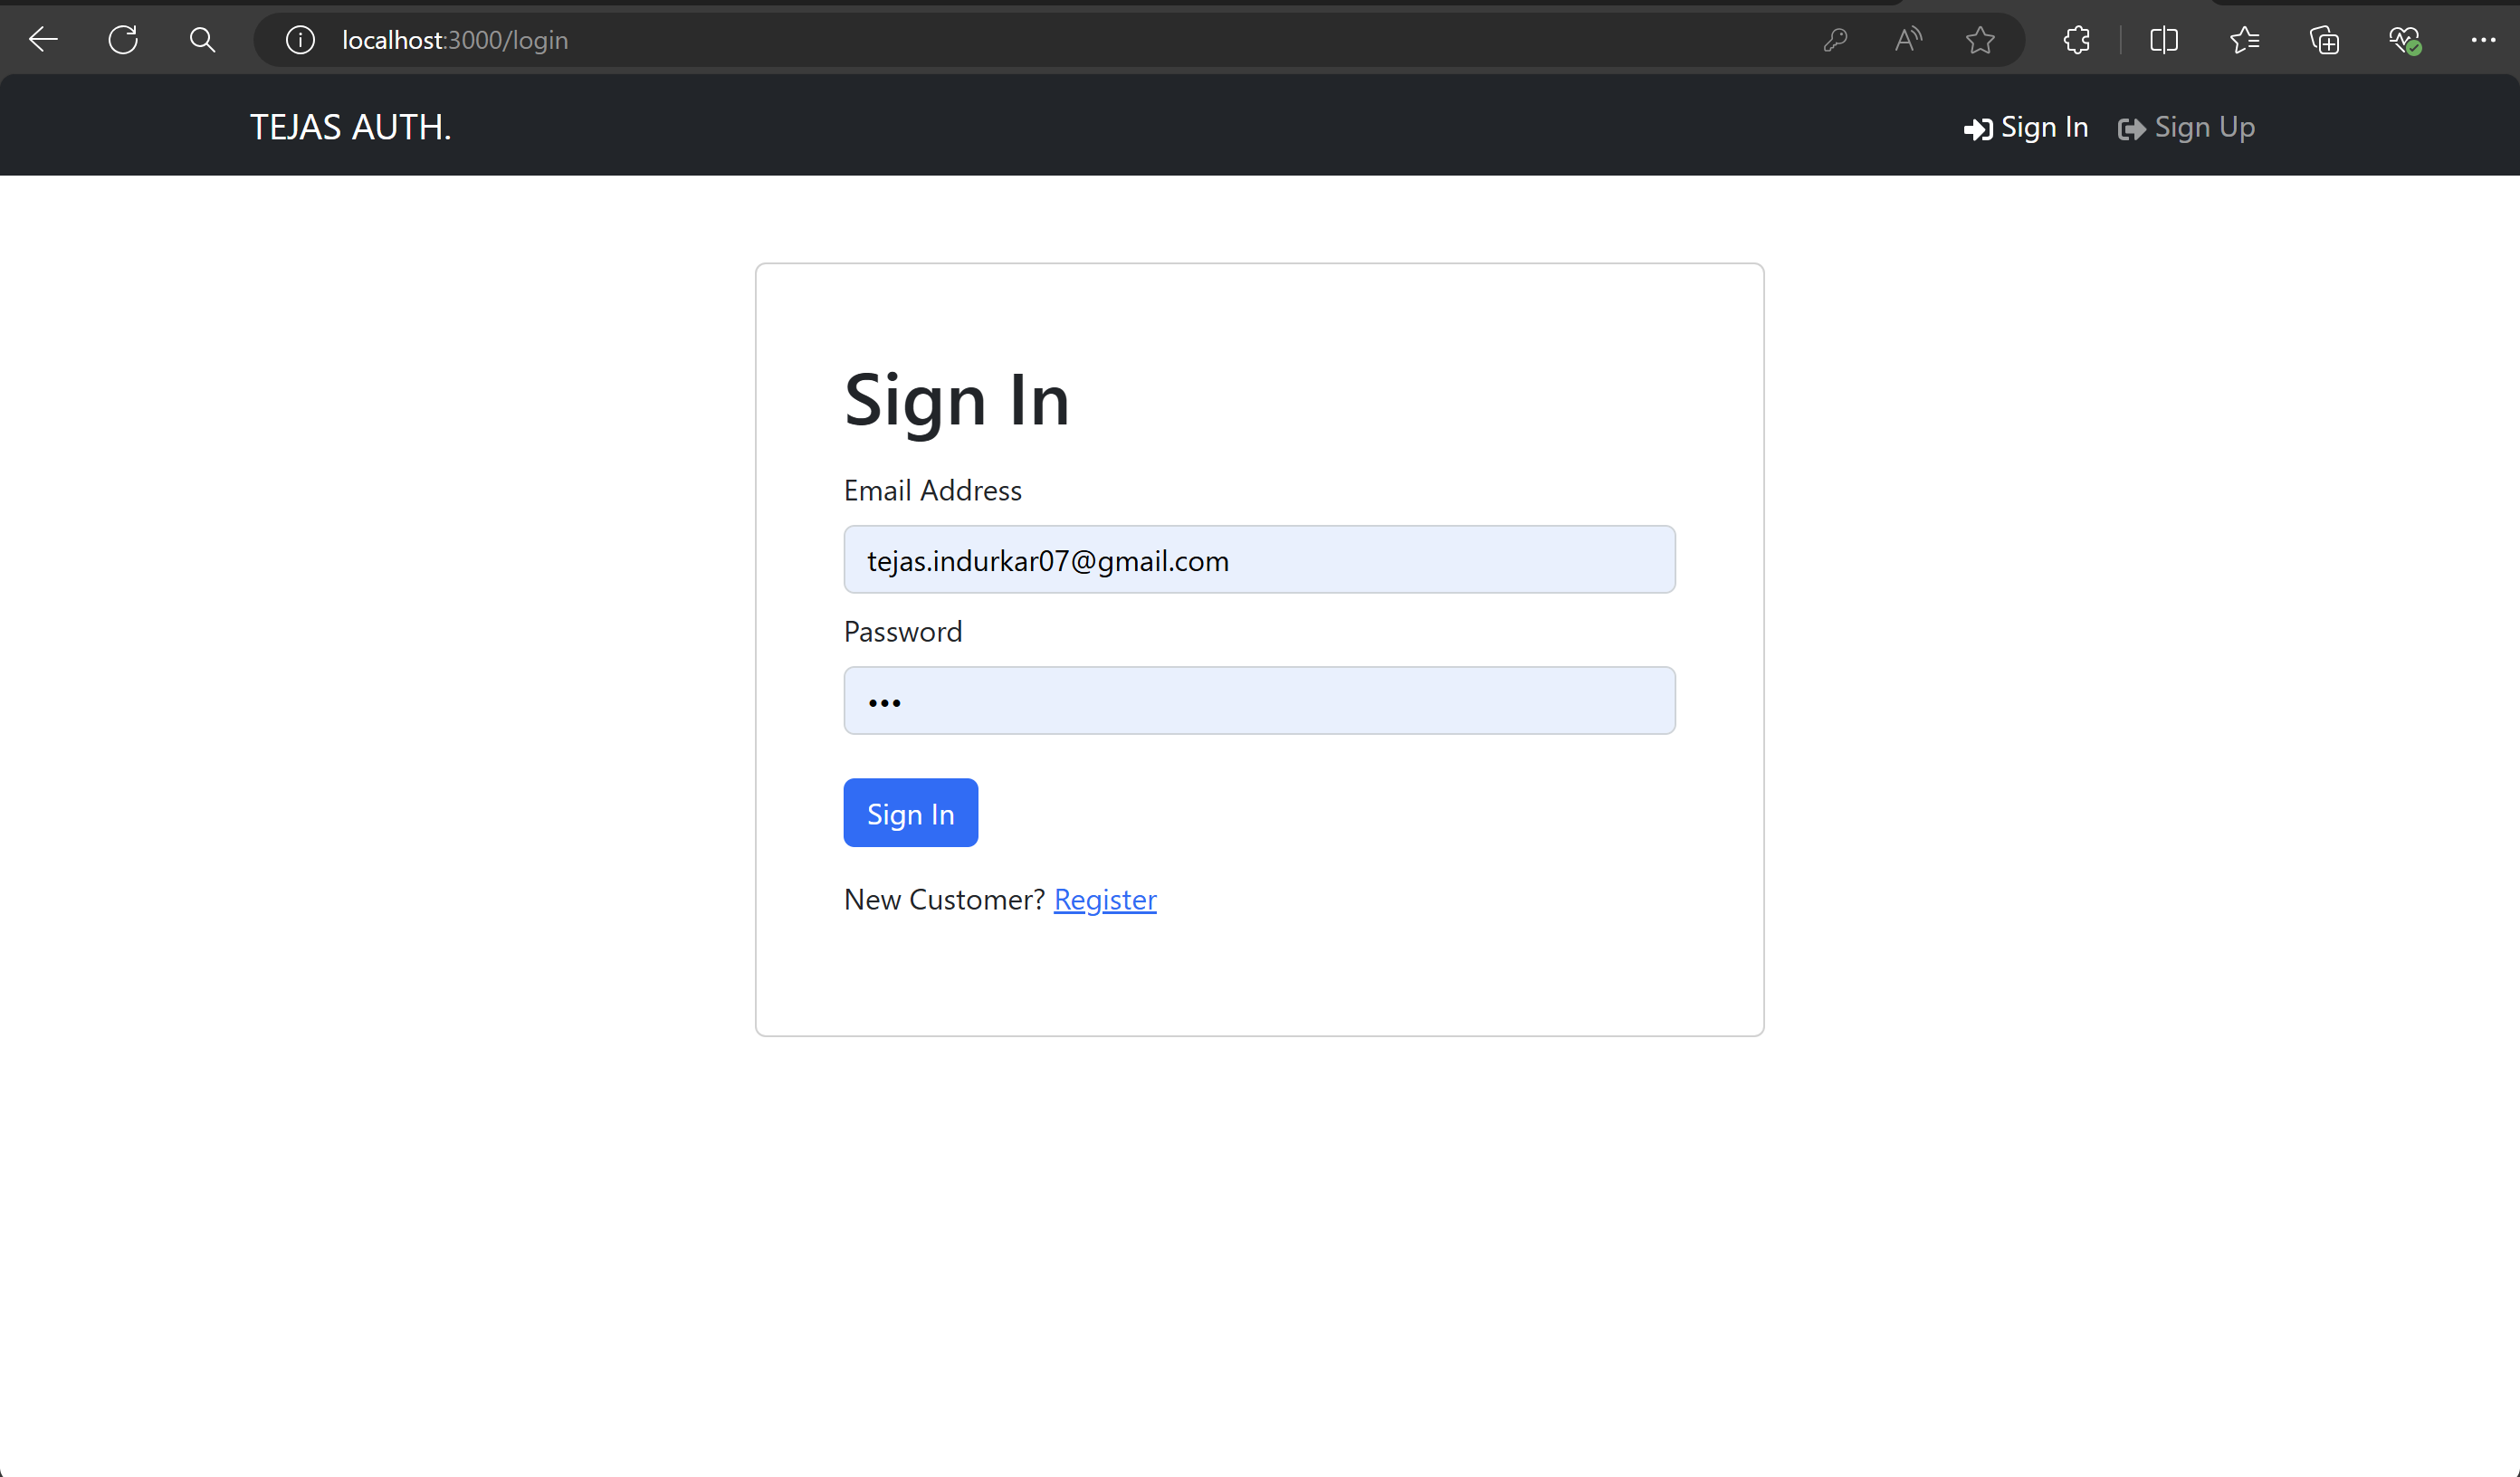 localhost:3000/login
TEJAS AUTH.
Sign In
Sign Up
Sign In
Email Address
tejas.indurkar07@gmail.com
Password
•••
Sign In
New Customer? Register